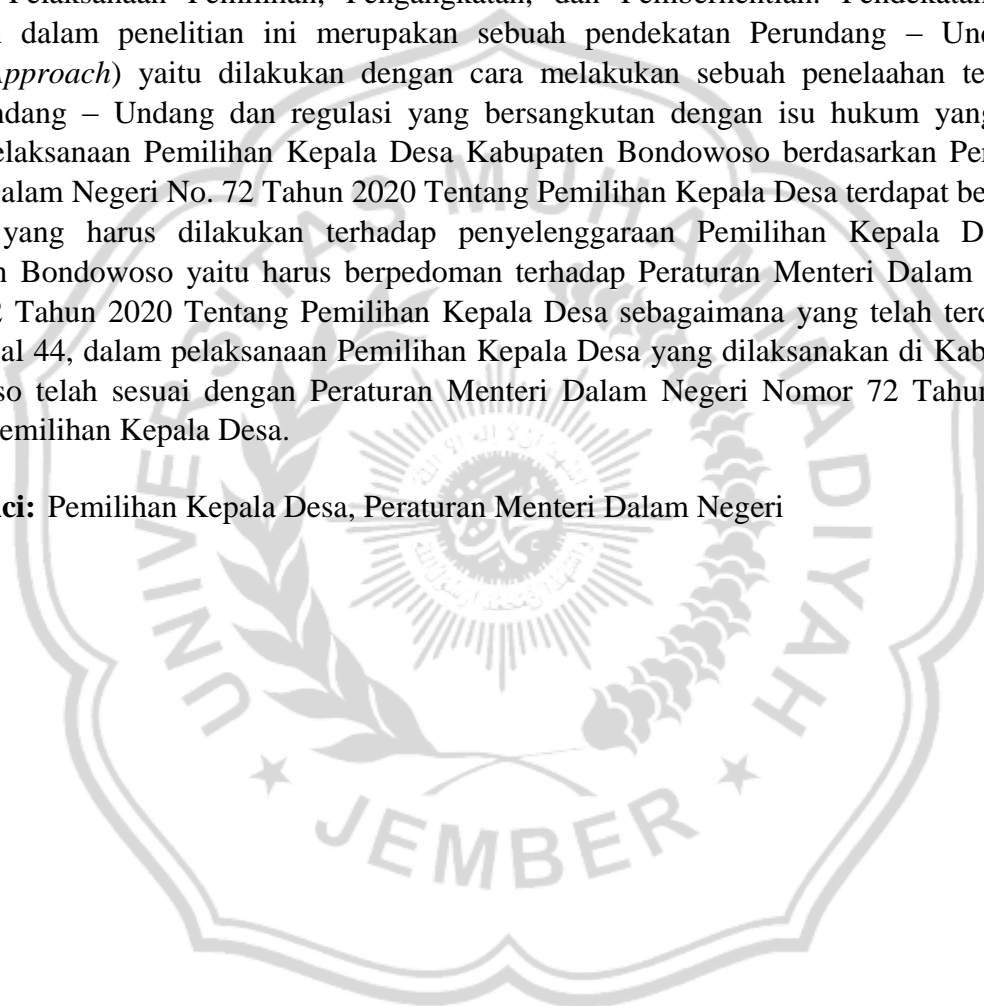 Pelaksanaan Pemilihan, Pengangkatan, dan Pemberhentian. Pendekatan
dalam penelitian ini merupakan sebuah pendekatan Perundang – Und
Approach) yaitu dilakukan dengan cara melakukan sebuah penelaahan te
ndang – Undang dan regulasi yang bersangkutan dengan isu hukum yang
elaksanaan Pemilihan Kepala Desa Kabupaten Bondowoso berdasarkan Per
Dalam Negeri No. 72 Tahun 2020 Tentang Pemilihan Kepala Desa terdapat be
yang harus dilakukan terhadap penyelenggaraan Pemilihan Kepala D
n Bondowoso yaitu harus berpedoman terhadap Peraturan Menteri Dalam
2 Tahun 2020 Tentang Pemilihan Kepala Desa sebagaimana yang telah terc
al 44, dalam pelaksanaan Pemilihan Kepala Desa yang dilaksanakan di Kab
so telah sesuai dengan Peraturan Menteri Dalam Negeri Nomor 72 Tahun
emilihan Kepala Desa.
ci: Pemilihan Kepala Desa, Peraturan Menteri Dalam Negeri
UNIVERSITAS MUHAMMADIYAH
JEMBER